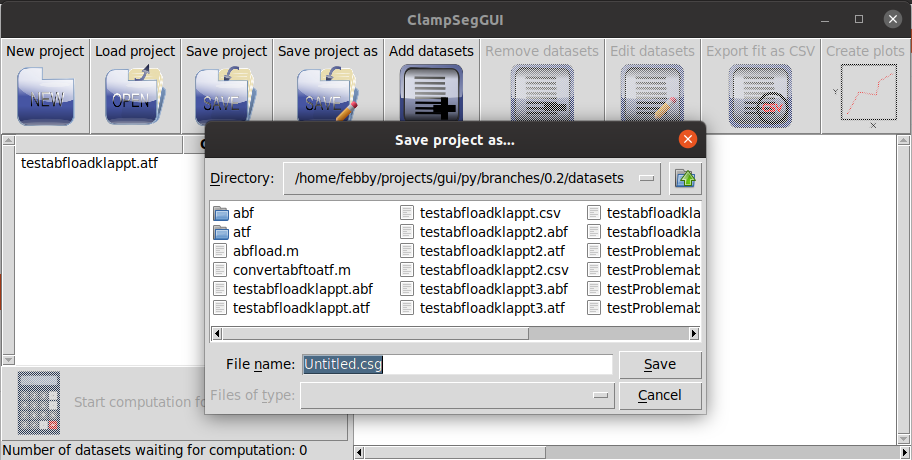 ClampSegGUI
New project Load project Save project Save project as Add datasets Remove datasets Edit datasets Export fit as CSV Create plots
NEW OPEN SAVE SAVE CSV Y X
Save project as...
testabfloadklappt.atf
Directory: /home/febby/projects/gui/py/branches/0.2/datasets
abf testabfloadklappt.csv testabfloadkla
atf testabfloadklappt2.abf testabfloadkla
abfload.m testabfloadklappt2.atf testProblemab
convertabftoatf.m testabfloadklappt2.csv testProblemab
testabfloadklappt.abf testabfloadklappt3.abf testProblemab
testabfloadklappt.atf testabfloadklappt3.atf testProblemab
File name: Untitled.csg Save
Files of type: Cancel
Start computation fo
Number of datasets waiting for computation: 0